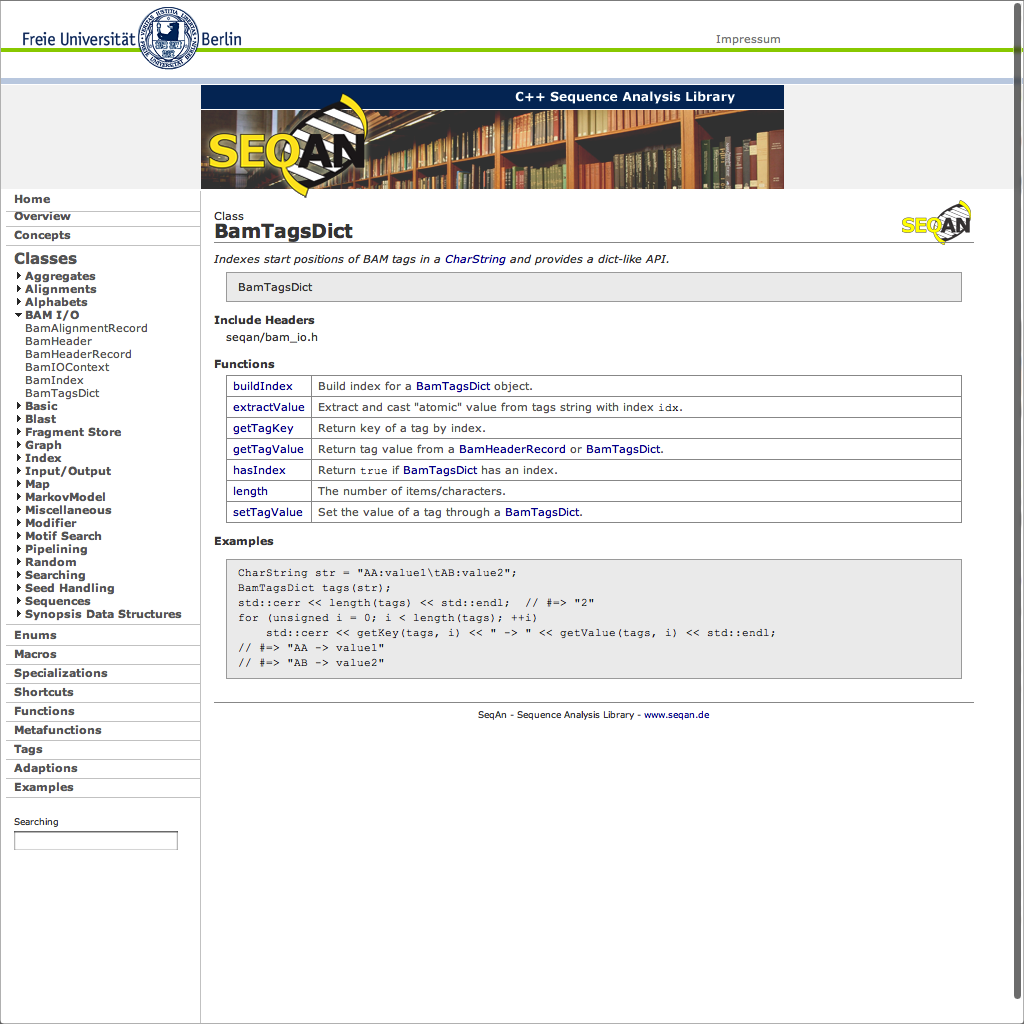 Freie Universität Berlin
Impressum
C++ Sequence Analysis Library
SEQAN
Home
Overview
Concepts
Classes
Aggregates
Alignments
Alphabets
BAM I/O
BamAlignmentRecord
BamHeader
BamHeaderRecord
BamIOContext
BamIndex
BamTagsDict
Basic
Blast
Fragment Store
Graph
Index
Input/Output
Map
MarkovModel
Miscellaneous
Modifier
Motif Search
Pipelining
Random
Searching
Seed Handling
Sequences
Synopsis Data Structures
Enums
Macros
Specializations
Shortcuts
Functions
Metafunctions
Tags
Adaptions
Examples
Searching
Class
BamTagsDict
SEQAN
Indexes start positions of BAM tags in a CharString and provides a dict-like API.
BamTagsDict
Include Headers
seqan/bam_io.h
Functions
buildIndex Build index for a BamTagsDict object.
extractValue Extract and cast "atomic" value from tags string with index idx.
getTagKey Return key of a tag by index.
getTagValue Return tag value from a BamHeaderRecord or BamTagsDict.
hasIndex Return true if BamTagsDict has an index.
length The number of items/characters.
setTagValue Set the value of a tag through a BamTagsDict.
Examples
CharString str = "AA:value1\tAB:value2";
BamTagsDict tags(str);
std::cerr << length(tags) << std::endl;  // #=> "2"
for (unsigned i = 0; i < length(tags); ++i)
    std::cerr << getKey(tags, i) << " -> " << getValue(tags, i) << std::endl;
// #=> "AA -> value1"
// #=> "AB -> value2"
SeqAn - Sequence Analysis Library - www.seqan.de